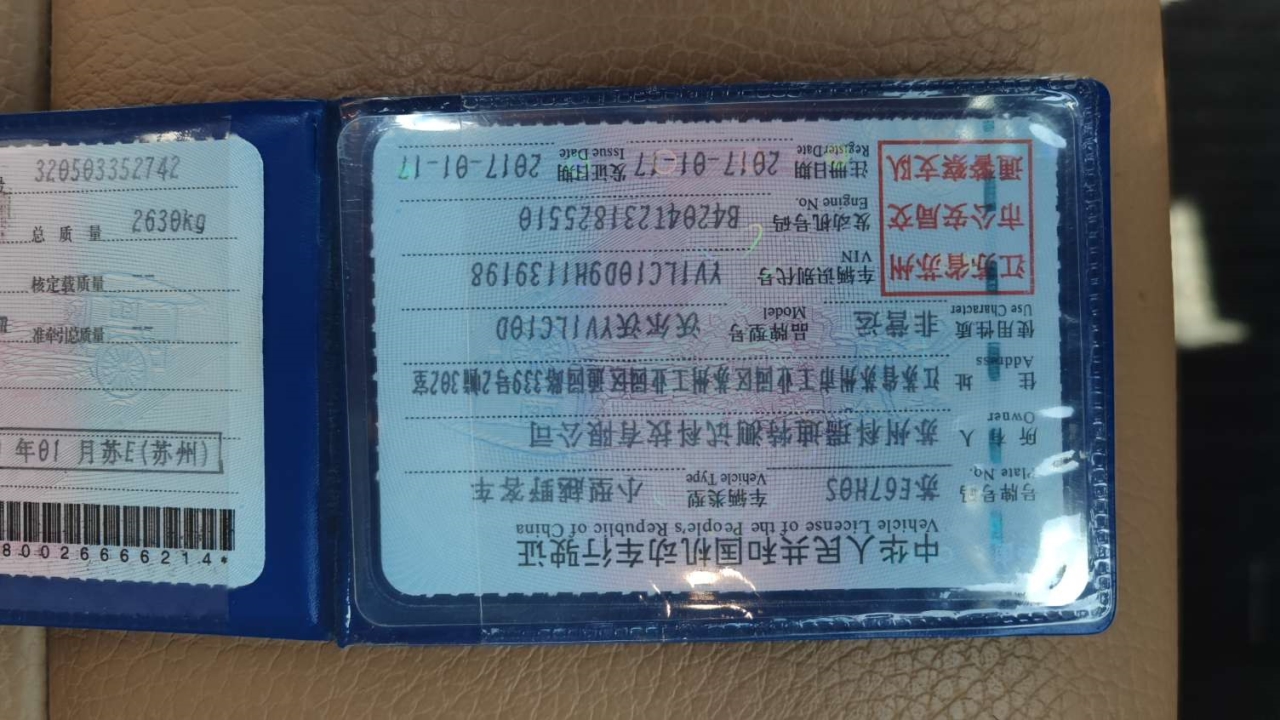 中华人民共和国机动车行驶证
Vehicle License of the People's Republic of China
号牌号码 苏E67H0S 车辆类型 小型越野客车
Plate No. Vehicle Type
所有人 苏州科瑞迪特测试科技有限公司
Owner
住址 江苏省苏州市工业园区苏州工业园区通园路339号2幢302室
Address
使用性质 非营运 品牌型号 沃尔沃YV1LC10D
Use Character Model
江苏省苏州
市公安局交
通警察支队
车辆识别代号 YV1LC10D9H1139198
VIN
发动机号码 B4204T231825510
Engine No.
注册日期 2017-01-17 发证日期 2017-01-17
Register Date Issue Date
320503352742
总质量 2630kg
核定载质量 --
准牵引总质量 --
年01月苏E(苏州)
8002666214*